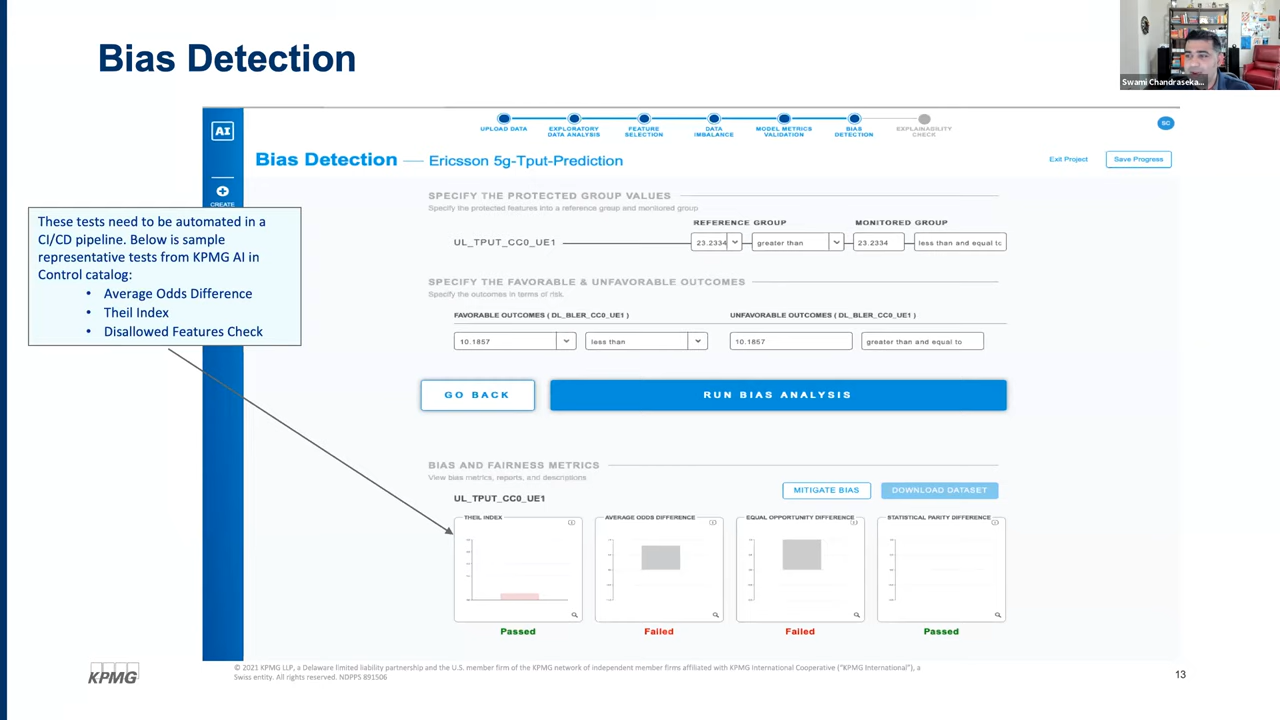 Bias Detection
Swami Chandraseka...
AI
UPLOAD DATA
EXPLORATORY
DATA ANALYSIS
FEATURE
SELECTION
DATA
IMBALANCE
MODEL METRICS
VALIDATION
BIAS
DETECTION
EXPLAINABILITY
CHECK
SC
Bias Detection — Ericsson 5g-Tput-Prediction
Exit Project
Save Progress
CREATE
These tests need to be automated in a
CI/CD pipeline. Below is sample
representative tests from KPMG AI in
Control catalog:
• Average Odds Difference
• Theil Index
• Disallowed Features Check
SPECIFY THE PROTECTED GROUP VALUES
Specify the protected features into a reference group and monitored group
REFERENCE GROUP
MONITORED GROUP
UL_TPUT_CC0_UE1
23.2334
greater than
23.2334
less than and equal to
SPECIFY THE FAVORABLE & UNFAVORABLE OUTCOMES
Specify the outcomes in terms of risk.
FAVORABLE OUTCOMES ( DL_BLER_CC0_UE1 )
UNFAVORABLE OUTCOMES ( DL_BLER_CC0_UE1 )
10.1857
less than
10.1857
greater than and equal to
GO BACK
RUN BIAS ANALYSIS
BIAS AND FAIRNESS METRICS
View bias metrics, reports, and descriptions
MITIGATE BIAS
DOWNLOAD DATASET
UL_TPUT_CC0_UE1
THEIL INDEX
AVERAGE ODDS DIFFERENCE
EQUAL OPPORTUNITY DIFFERENCE
STATISTICAL PARITY DIFFERENCE
Passed
Failed
Failed
Passed
KPMG
© 2021 KPMG LLP, a Delaware limited liability partnership and the U.S. member firm of the KPMG network of independent member firms affiliated with KPMG International Cooperative ("KPMG International"), a
Swiss entity. All rights reserved. NDPPS 891506
13